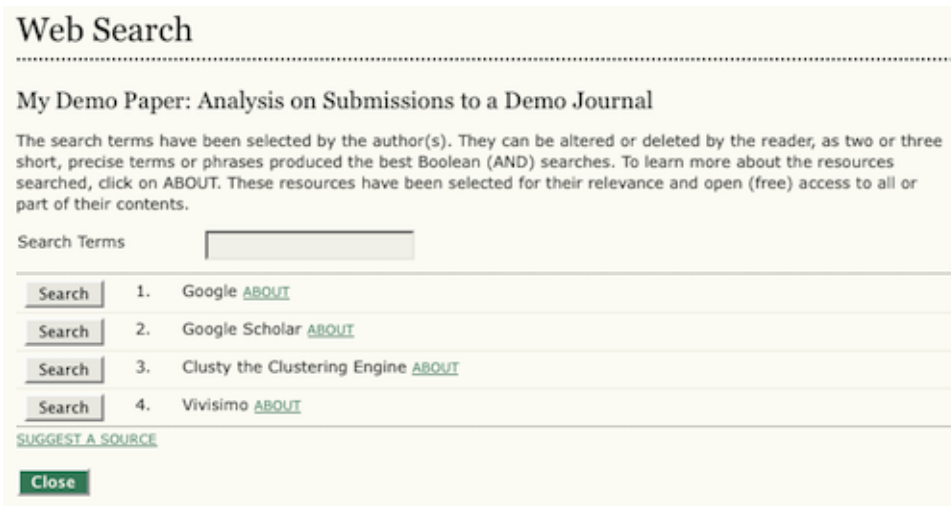 Web Search
My Demo Paper: Analysis on Submissions to a Demo Journal
The search terms have been selected by the author(s). They can be altered or deleted by the reader, as two or three
short, precise terms or phrases produced the best Boolean (AND) searches. To learn more about the resources
searched, click on ABOUT. These resources have been selected for their relevance and open (free) access to all or
part of their contents.
Search Terms
Search 1. Google ABOUT
Search 2. Google Scholar ABOUT
Search 3. Clusty the Clustering Engine ABOUT
Search 4. Vivisimo ABOUT
SUGGEST A SOURCE
Close